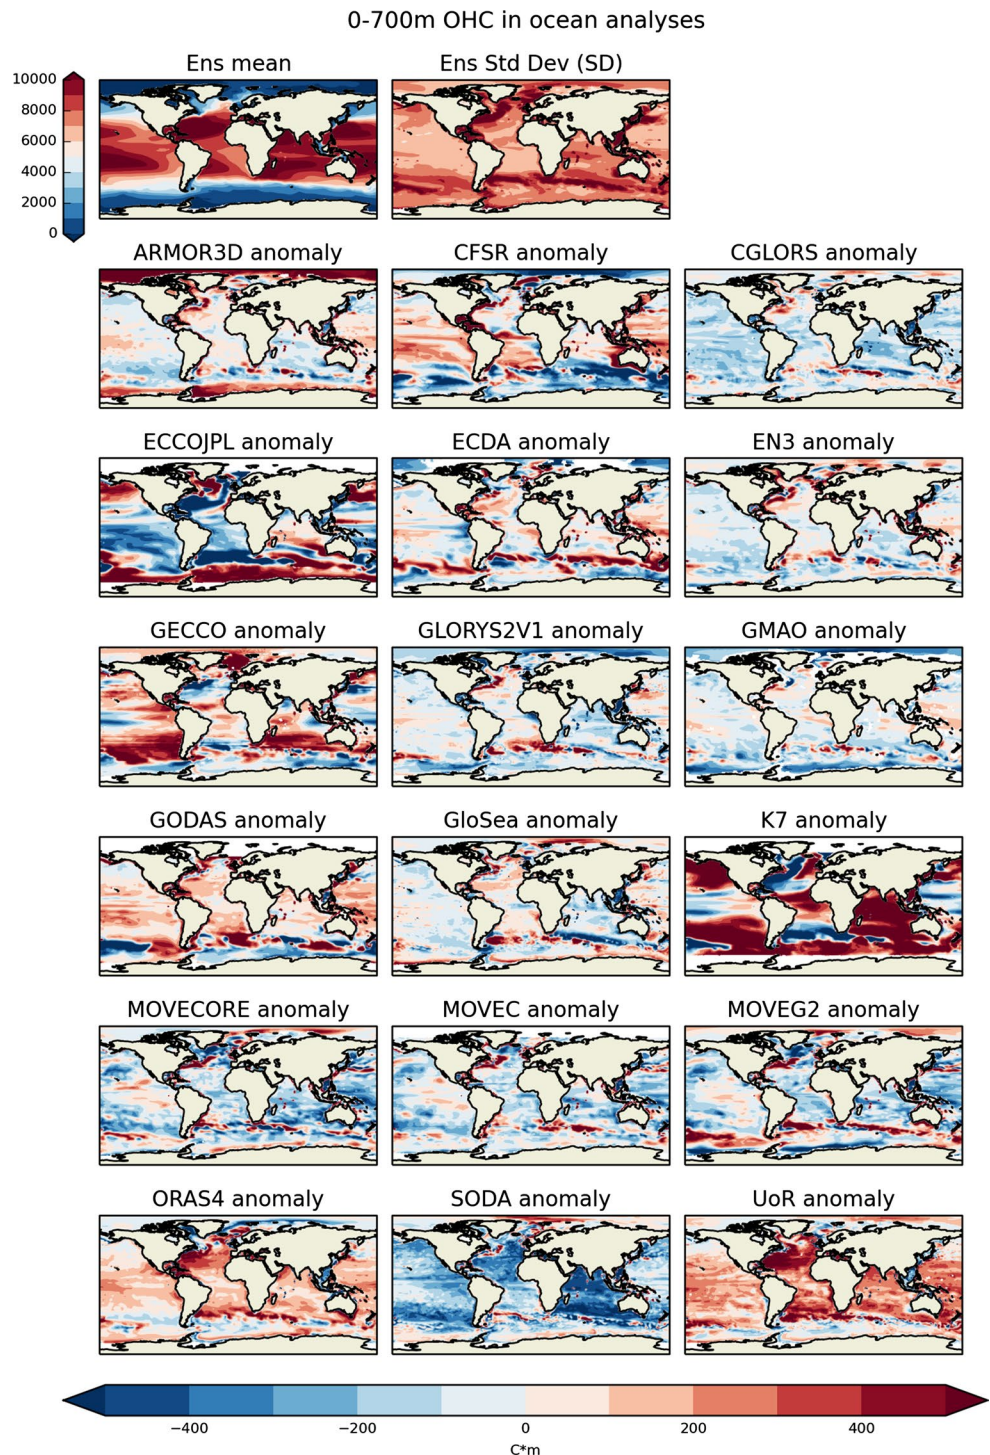 0-700m OHC in ocean analyses
Ens mean
Ens Std Dev (SD)
10000
8000
6000
4000
2000
0
ARMOR3D anomaly
CFSR anomaly
CGLORS anomaly
ECCOJPL anomaly
ECDA anomaly
EN3 anomaly
GECCO anomaly
GLORYS2V1 anomaly
GMAO anomaly
GODAS anomaly
GloSea anomaly
K7 anomaly
MOVECORE anomaly
MOVEC anomaly
MOVEG2 anomaly
ORAS4 anomaly
SODA anomaly
UoR anomaly
−400 −200 0 200 400
C*m